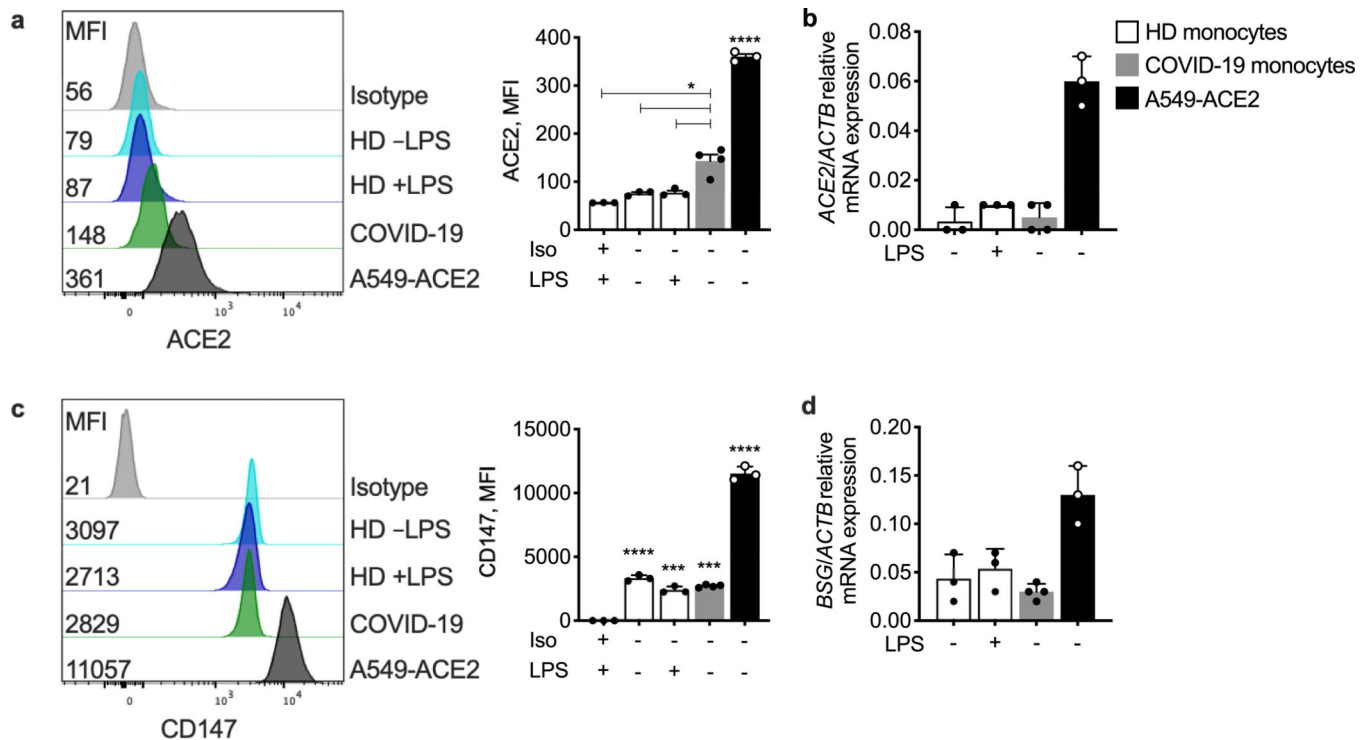 a
MFI
56
Isotype
79
HD –LPS
87
HD +LPS
148
COVID-19
361
A549-ACE2
0
10³
10⁴
ACE2
ACE2, MFI
400
300
200
100
0
*
****
Iso + - - - -
LPS + - + - -
b
ACE2/ACTB relative
mRNA expression
0.08
0.06
0.04
0.02
0.00
LPS - + - -
HD monocytes
COVID-19 monocytes
A549-ACE2
c
MFI
21
Isotype
3097
HD –LPS
2713
HD +LPS
2829
COVID-19
11057
A549-ACE2
0
10³
10⁴
CD147
CD147, MFI
15000
10000
5000
0
****
***
***
****
Iso + - - - -
LPS + - + - -
d
BSG/ACTB relative
mRNA expression
0.20
0.15
0.10
0.05
0.00
LPS - + - -